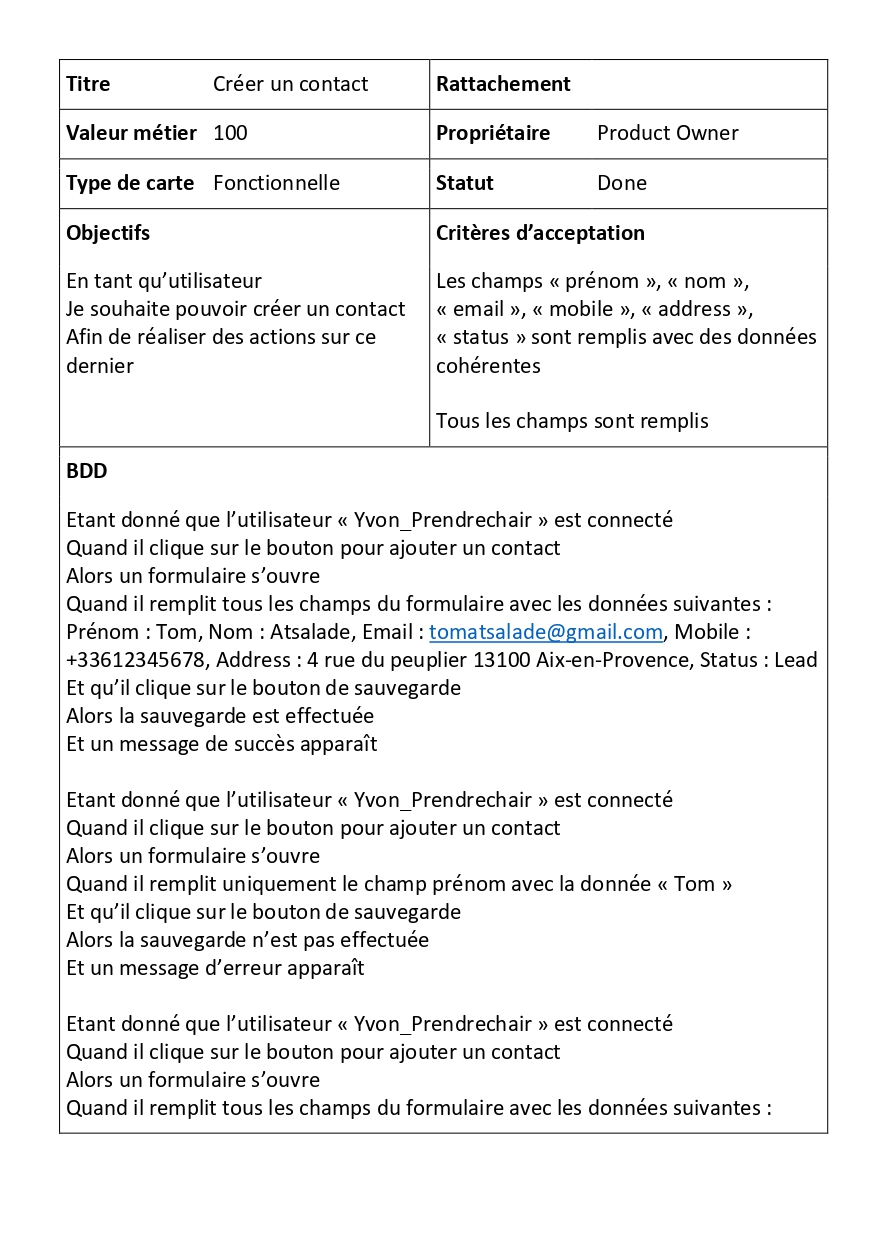 Titre Créer un contact Rattachement
Valeur métier 100 Propriétaire Product Owner
Type de carte Fonctionnelle Statut Done
Objectifs
En tant qu’utilisateur
Je souhaite pouvoir créer un contact
Afin de réaliser des actions sur ce
dernier
Critères d’acceptation
Les champs « prénom », « nom »,
« email », « mobile », « address »,
« status » sont remplis avec des données
cohérentes
Tous les champs sont remplis
BDD
Etant donné que l’utilisateur « Yvon_Prendrechair » est connecté
Quand il clique sur le bouton pour ajouter un contact
Alors un formulaire s’ouvre
Quand il remplit tous les champs du formulaire avec les données suivantes :
Prénom : Tom, Nom : Atsalade, Email : tomatsalade@gmail.com, Mobile :
+33612345678, Address : 4 rue du peuplier 13100 Aix-en-Provence, Status : Lead
Et qu’il clique sur le bouton de sauvegarde
Alors la sauvegarde est effectuée
Et un message de succès apparaît
Etant donné que l’utilisateur « Yvon_Prendrechair » est connecté
Quand il clique sur le bouton pour ajouter un contact
Alors un formulaire s’ouvre
Quand il remplit uniquement le champ prénom avec la donnée « Tom »
Et qu’il clique sur le bouton de sauvegarde
Alors la sauvegarde n’est pas effectuée
Et un message d’erreur apparaît
Etant donné que l’utilisateur « Yvon_Prendrechair » est connecté
Quand il clique sur le bouton pour ajouter un contact
Alors un formulaire s’ouvre
Quand il remplit tous les champs du formulaire avec les données suivantes :